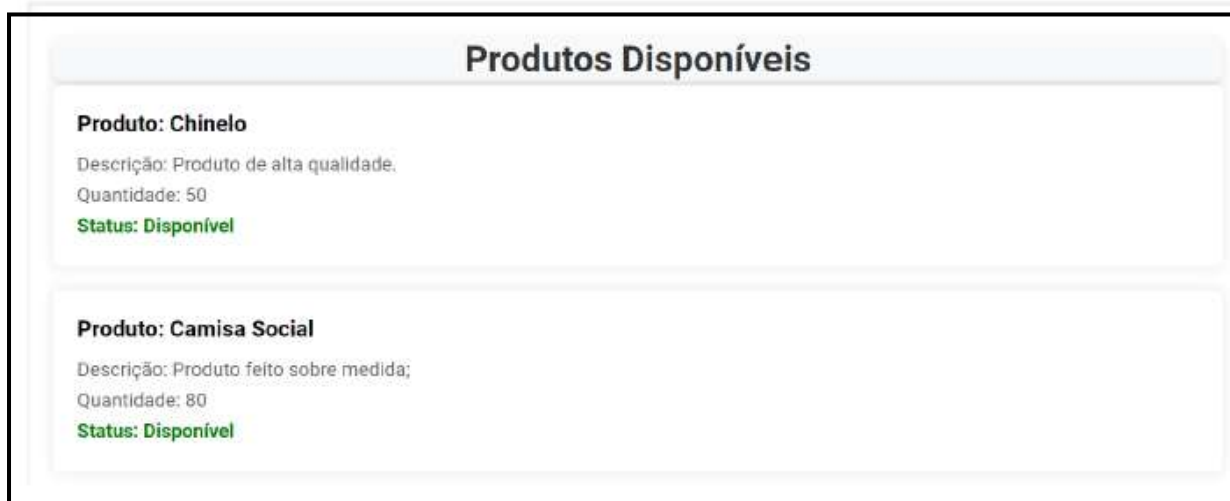 Produtos Disponíveis
Produto: Chinelo
Descrição: Produto de alta qualidade.
Quantidade: 50
Status: Disponível
Produto: Camisa Social
Descrição: Produto feito sobre medida;
Quantidade: 80
Status: Disponível